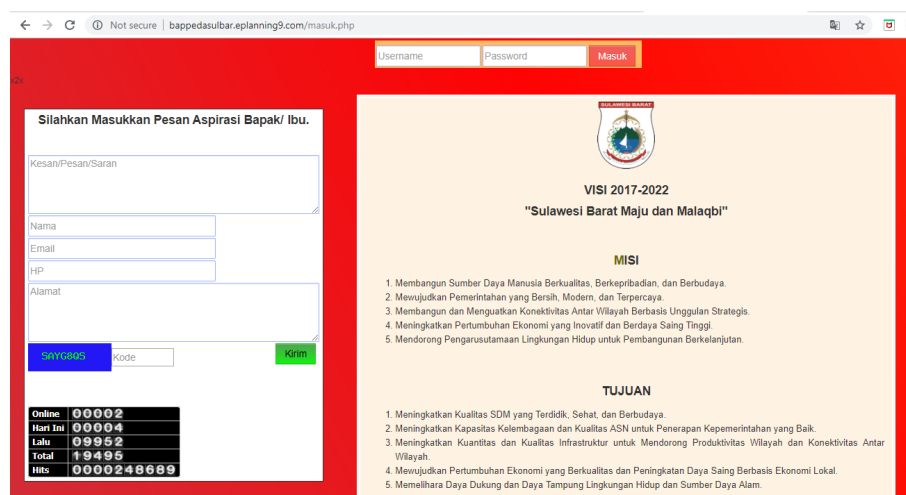 Not secure | bappedasulbar.eplanning9.com/masuk.php
Username Password Masuk
Silahkan Masukkan Pesan Aspirasi Bapak/ Ibu.
Kesan/Pesan/Saran
Nama
Email
HP
Alamat
SAYG8QS Kode Kirim
Online 00002
Hari Ini 00004
Lalu 09952
Total 19495
Hits 0000248689
SULAWESI BARAT
VISI 2017-2022
"Sulawesi Barat Maju dan Malaqbi"
MISI
1. Membangun Sumber Daya Manusia Berkualitas, Berkepribadian, dan Berbudaya.
2. Mewujudkan Pemerintahan yang Bersih, Modern, dan Terpercaya.
3. Membangun dan Menguatkan Konektivitas Antar Wilayah Berbasis Unggulan Strategis.
4. Meningkatkan Pertumbuhan Ekonomi yang Inovatif dan Berdaya Saing Tinggi.
5. Mendorong Pengarusutamaan Lingkungan Hidup untuk Pembangunan Berkelanjutan.
TUJUAN
1. Meningkatkan Kualitas SDM yang Terdidik, Sehat, dan Berbudaya.
2. Meningkatkan Kapasitas Kelembagaan dan Kualitas ASN untuk Penerapan Kepemerintahan yang Baik.
3. Meningkatkan Kuantitas dan Kualitas Infrastruktur untuk Mendorong Produktivitas Wilayah dan Konektivitas Antar
Wilayah.
4. Mewujudkan Pertumbuhan Ekonomi yang Berkualitas dan Peningkatan Daya Saing Berbasis Ekonomi Lokal.
5. Memelihara Daya Dukung dan Daya Tampung Lingkungan Hidup dan Sumber Daya Alam.